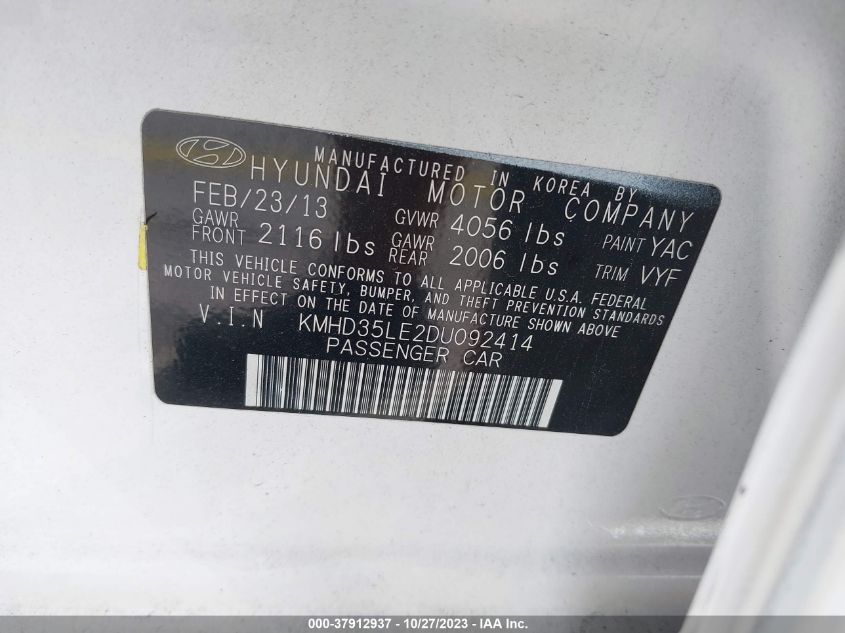 MANUFACTURED IN KOREA BY
HYUNDAI MOTOR COMPANY
FEB/23/13 GVWR 4056 lbs PAINT YAC
GAWR FRONT 2116 lbs GAWR REAR 2006 lbs TRIM VYF
THIS VEHICLE CONFORMS TO ALL APPLICABLE U.S.A. FEDERAL
MOTOR VEHICLE SAFETY, BUMPER, AND THEFT PREVENTION STANDARDS
IN EFFECT ON THE DATE OF MANUFACTURE SHOWN ABOVE
V.I.N KMHD35LE2DU092414
PASSENGER CAR
000-37912937 - 10/27/2023 - IAA Inc.